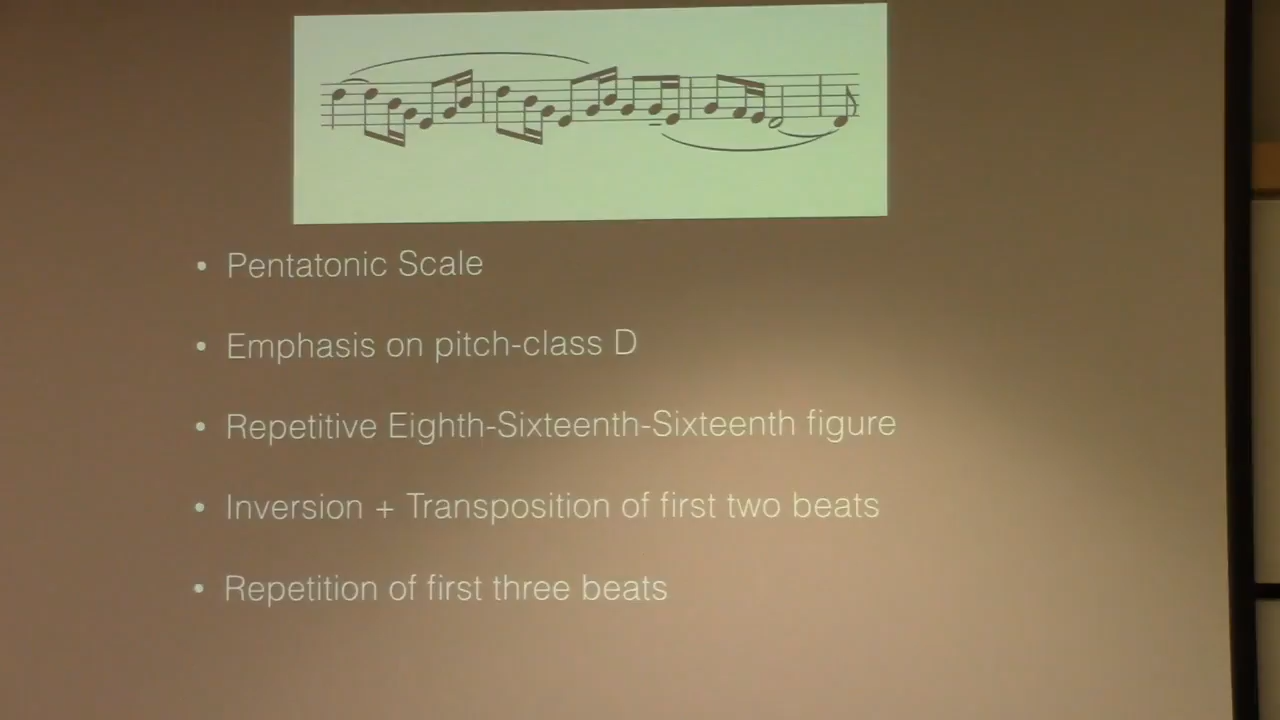 • Pentatonic Scale
• Emphasis on pitch-class D
• Repetitive Eighth-Sixteenth-Sixteenth figure
• Inversion + Transposition of first two beats
• Repetition of first three beats